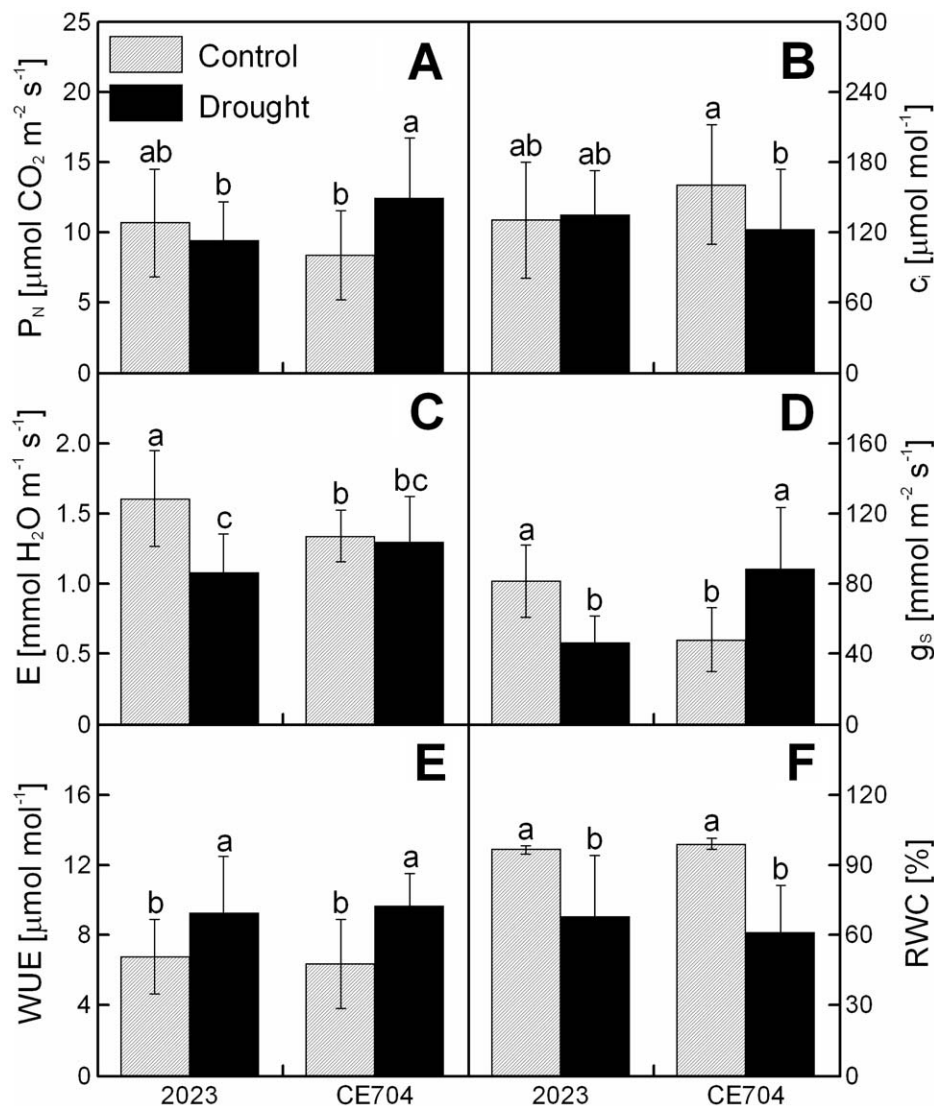 25
20
15
10
5
0
P_N [μmol CO₂ m⁻² s⁻¹]
Control
Drought
A
ab
b
b
a
B
ab
ab
a
b
300
240
180
120
60
0
c_i [μmol mol⁻¹]
2.0
1.5
1.0
0.5
0
E [mmol H₂O m⁻¹ s⁻¹]
C
a
c
b
bc
D
a
b
b
a
160
120
80
40
0
g_S [mmol m⁻² s⁻¹]
16
12
8
4
0
WUE [μmol mol⁻¹]
E
b
a
b
a
F
a
b
a
b
120
90
60
30
0
RWC [%]
2023 CE704 2023 CE704